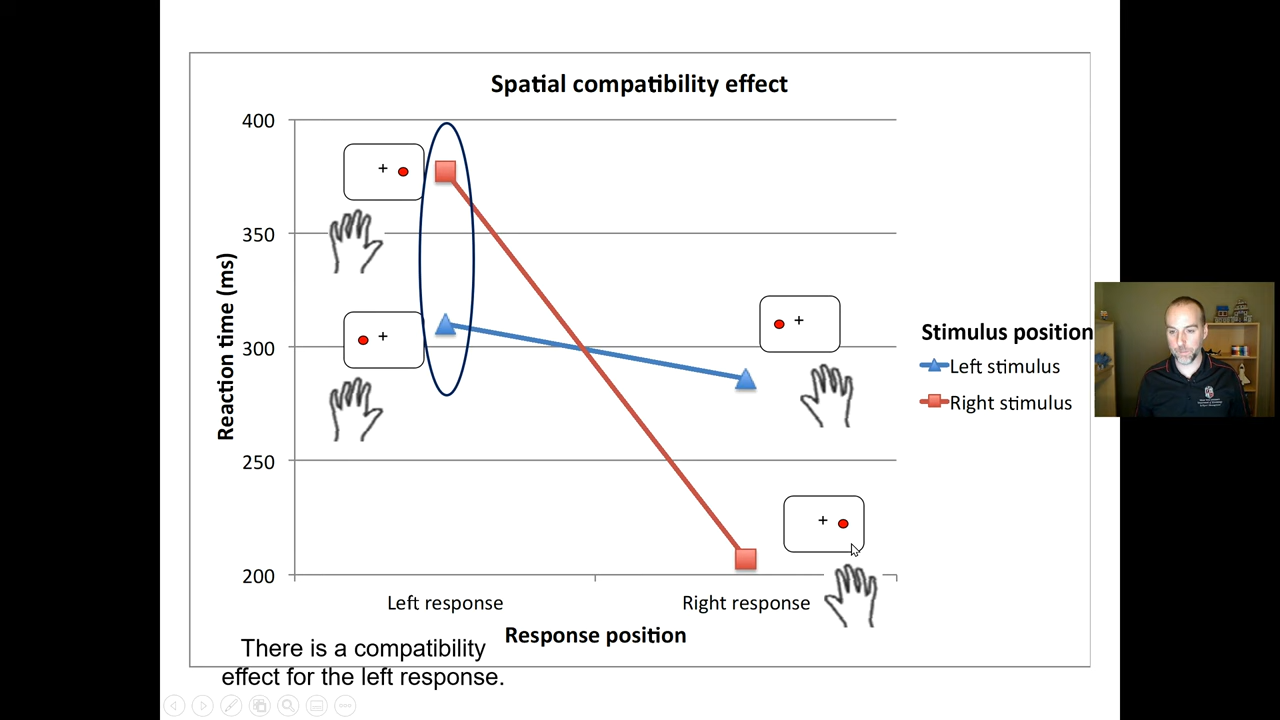 Spatial compatibility effect
400
350
300
250
200
Reaction time (ms)
Left response
Right response
Response position
Stimulus position
Left stimulus
Right stimulus
There is a compatibility
effect for the left response.